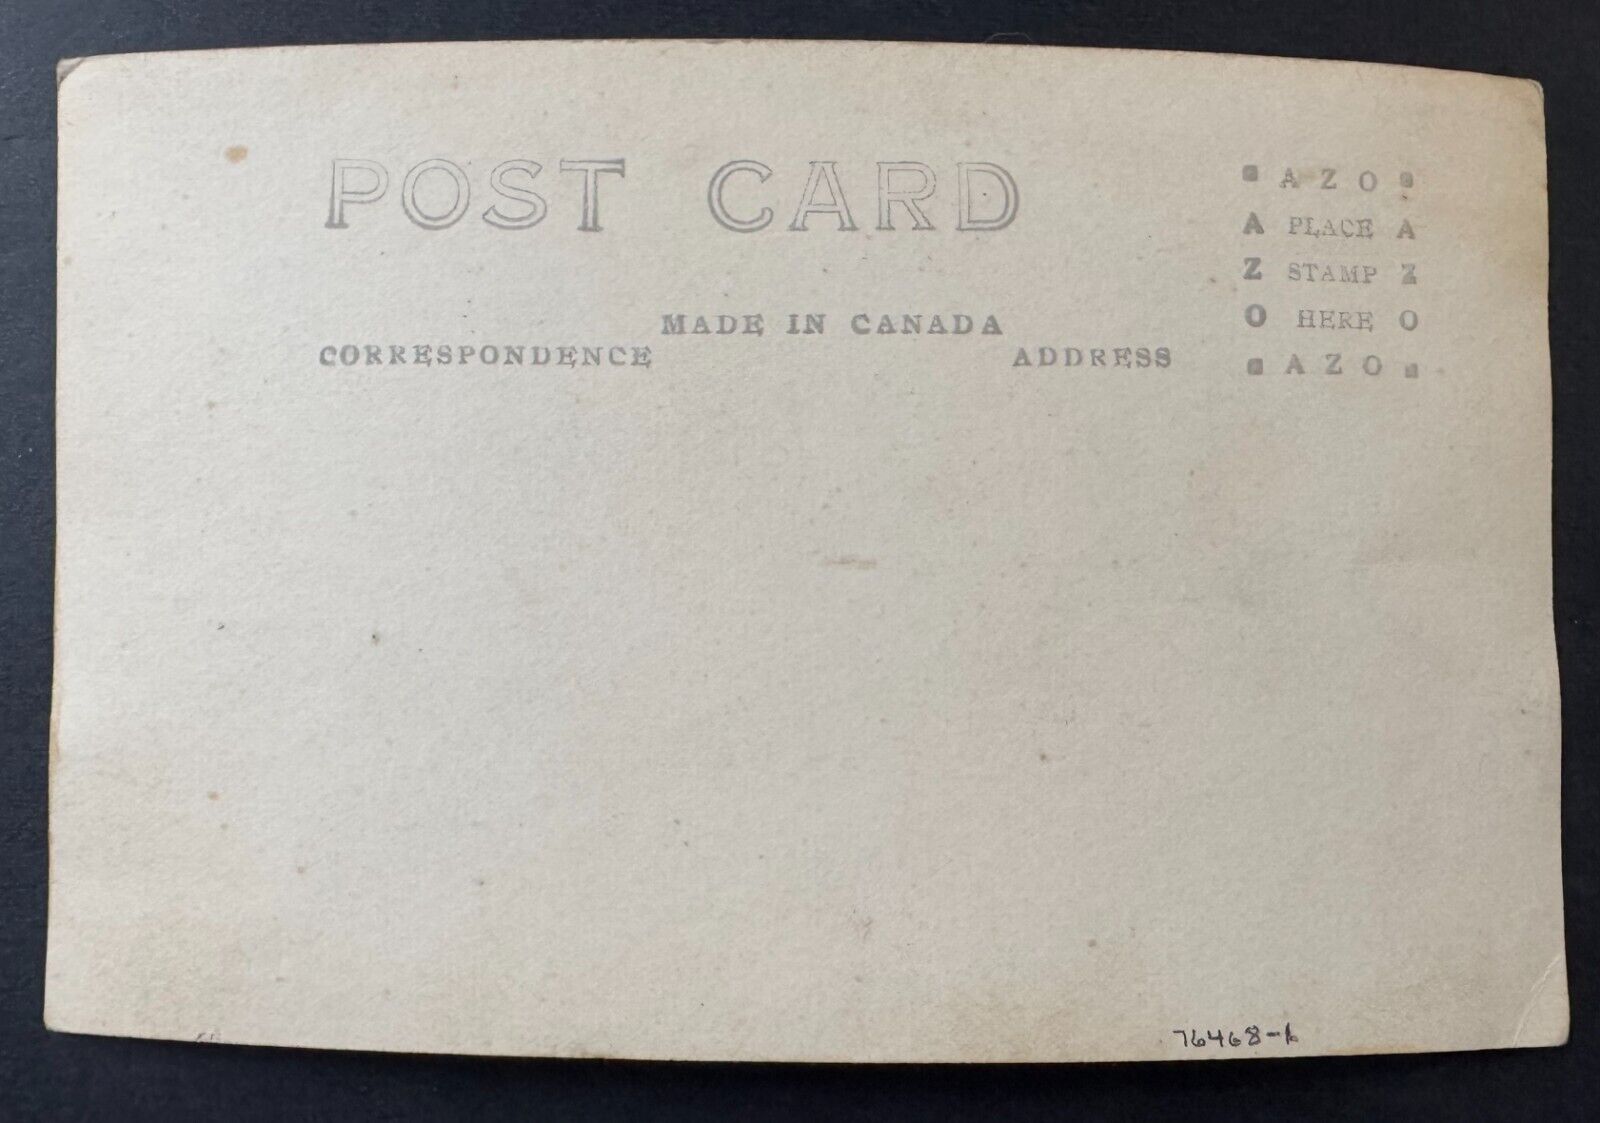 POST CARD
MADE IN CANADA
CORRESPONDENCE
ADDRESS
AZO
A PLACE A
Z STAMP Z
O HERE O
AZO
76468-6